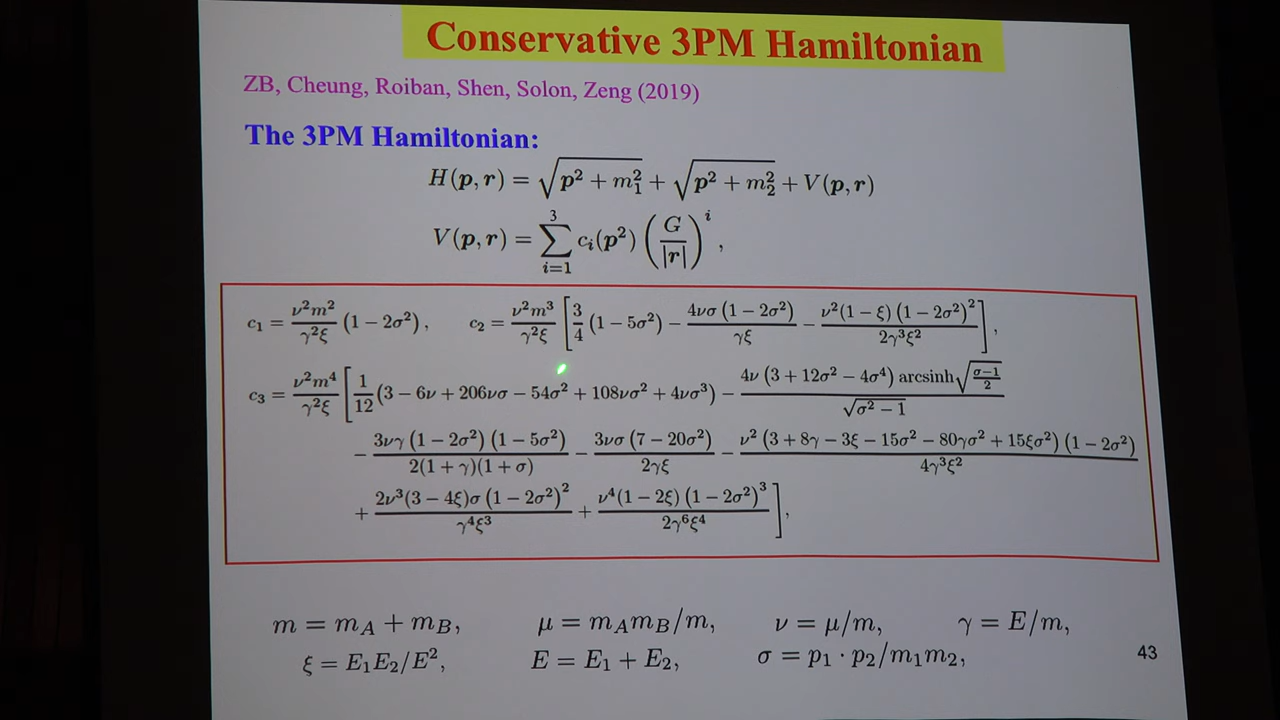 Conservative 3PM Hamiltonian
ZB, Cheung, Roiban, Shen, Solon, Zeng (2019)
The 3PM Hamiltonian:
H(p, r) = √(p² + m₁²) + √(p² + m₂²) + V(p, r)
V(p, r) = ∑_{i=1}^{3} cᵢ(p²) (G/|r|)^i ,
c₁ = ν²m²/(γ²ξ) (1 − 2σ²), c₂ = ν²m³/(γ²ξ) [ 3/4 (1 − 5σ²) − 4νσ(1 − 2σ²)/(γξ) − ν²(1 − ξ)(1 − 2σ²)²/(2γ³ξ²) ],
c₃ = ν²m⁴/(γ²ξ) [ 1/12 (3 − 6ν + 206νσ − 54σ² + 108νσ² + 4νσ³) − 4ν(3 + 12σ² − 4σ⁴) arcsinh√((σ−1)/2) / √(σ² − 1)
− 3νγ(1 − 2σ²)(1 − 5σ²)/(2(1 + γ)(1 + σ)) − 3νσ(7 − 20σ²)/(2γξ) − ν²(3 + 8γ − 3ξ − 15σ² − 80γσ² + 15ξσ²)(1 − 2σ²)/(4γ³ξ²)
+ 2ν³(3 − 4ξ)σ(1 − 2σ²)²/(γ⁴ξ³) + ν⁴(1 − 2ξ)(1 − 2σ²)³/(2γ⁶ξ⁴) ],
m = m_A + m_B, μ = m_A m_B/m, ν = μ/m, γ = E/m,
ξ = E₁E₂/E², E = E₁ + E₂, σ = p₁ · p₂/m₁m₂,
43